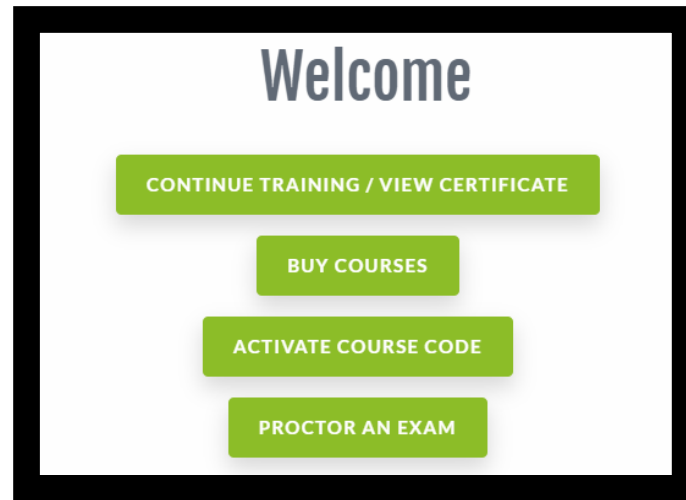 Welcome
CONTINUE TRAINING / VIEW CERTIFICATE
BUY COURSES
ACTIVATE COURSE CODE
PROCTOR AN EXAM